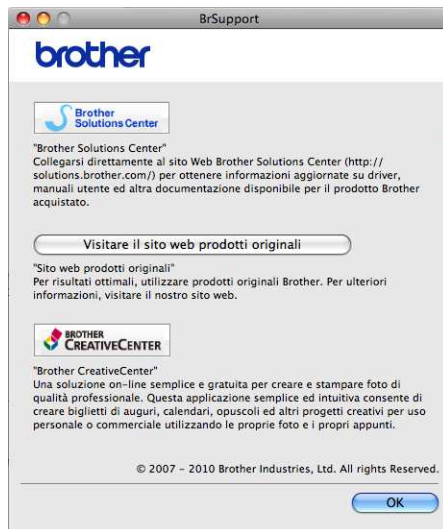 BrSupport
brother
Brother
Solutions Center
"Brother Solutions Center"
Collegarsi direttamente al sito Web Brother Solutions Center (http://
solutions.brother.com/) per ottenere informazioni aggiornate su driver,
manuali utente ed altra documentazione disponibile per il prodotto Brother
acquistato.
Visitare il sito web prodotti originali
"Sito web prodotti originali"
Per risultati ottimali, utilizzare prodotti originali Brother. Per ulteriori
informazioni, visitare il nostro sito web.
BROTHER
CREATIVECENTER
"Brother CreativeCenter"
Una soluzione on-line semplice e gratuita per creare e stampare foto di
qualità professionale. Questa applicazione semplice ed intuitiva consente di
creare biglietti di auguri, calendari, opuscoli ed altri progetti creativi per uso
personale o commerciale utilizzando le proprie foto e i propri appunti.
© 2007 – 2010 Brother Industries, Ltd. All rights Reserved.
OK